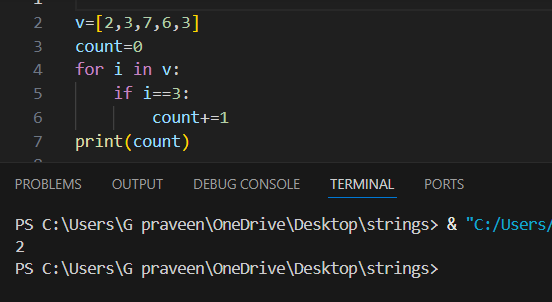 1
2 v=[2,3,7,6,3]
3 count=0
4 for i in v:
5     if i==3:
6         count+=1
7 print(count)
PROBLEMS OUTPUT DEBUG CONSOLE TERMINAL PORTS
PS C:\Users\G praveen\OneDrive\Desktop\strings> & "C:/Users/
2
PS C:\Users\G praveen\OneDrive\Desktop\strings>